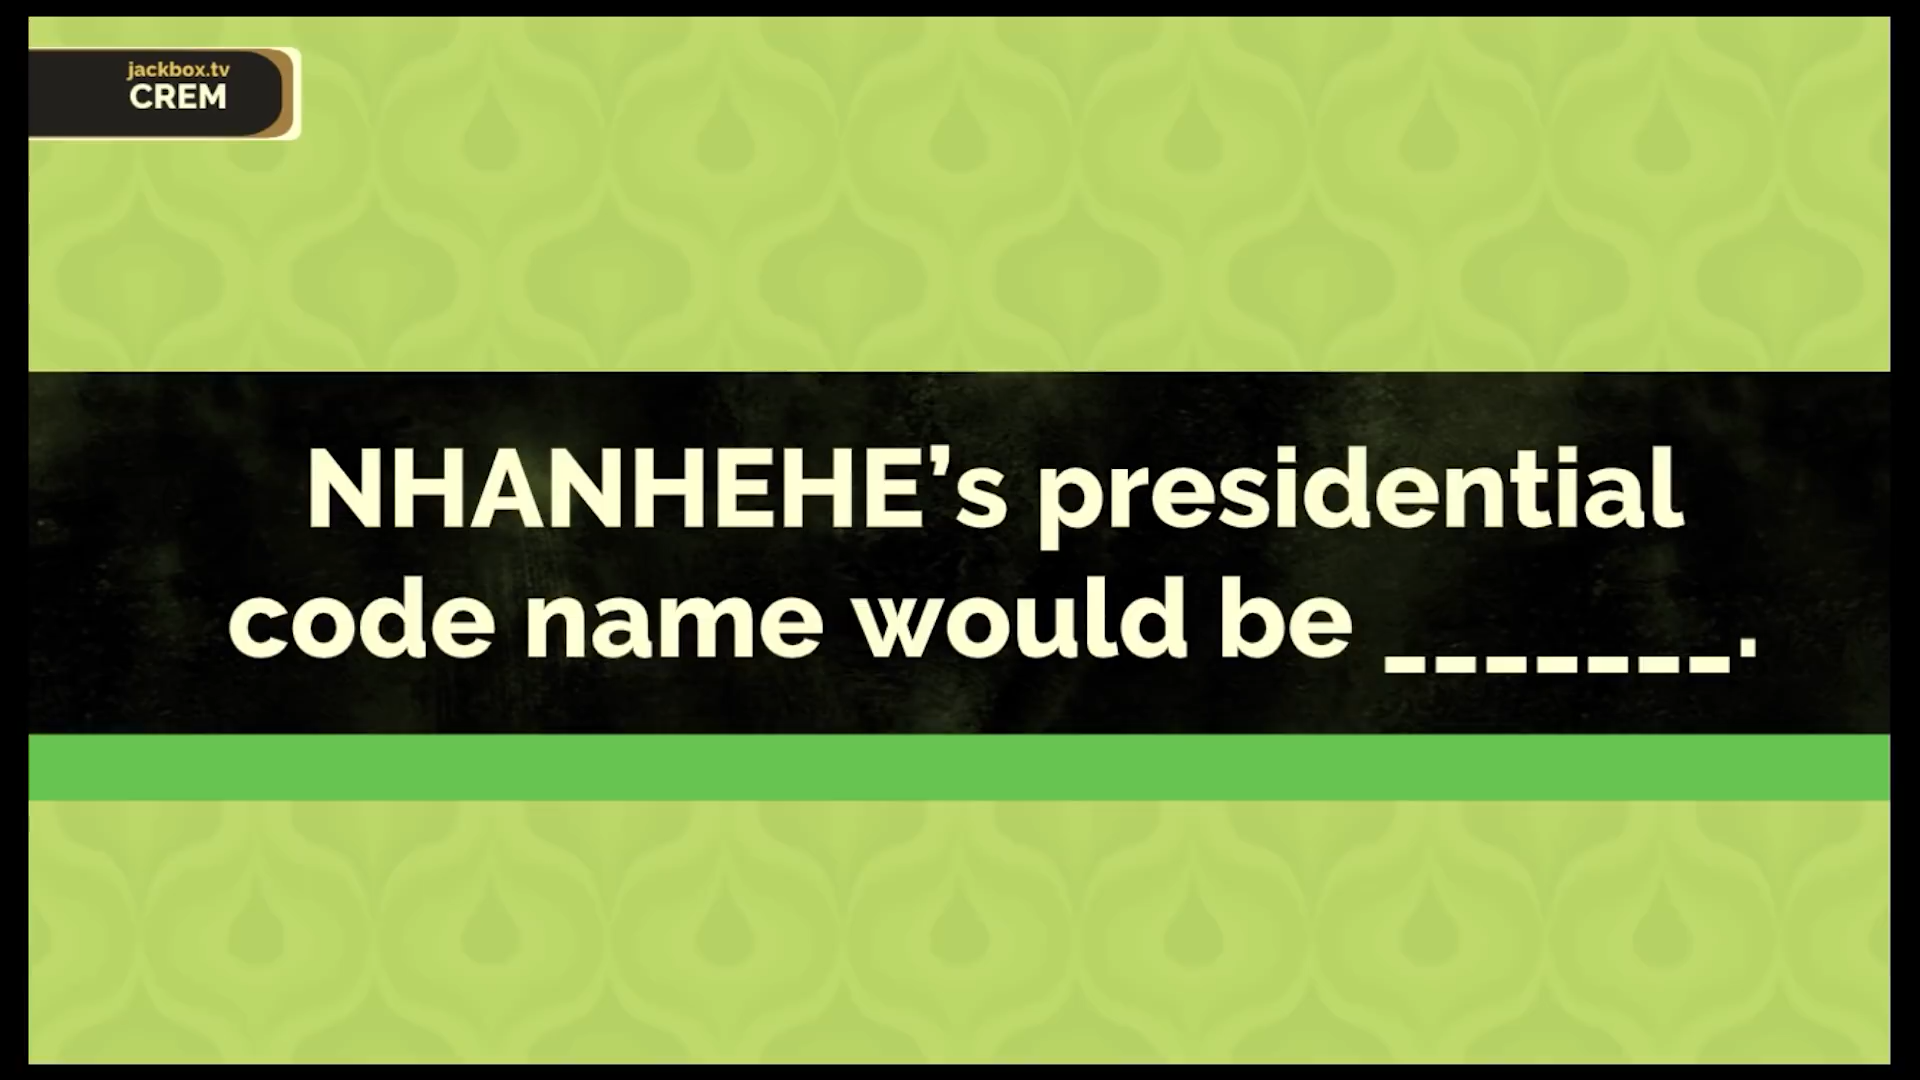 jackbox.tv
CREM
NHANHEHE’s presidential
code name would be _______.